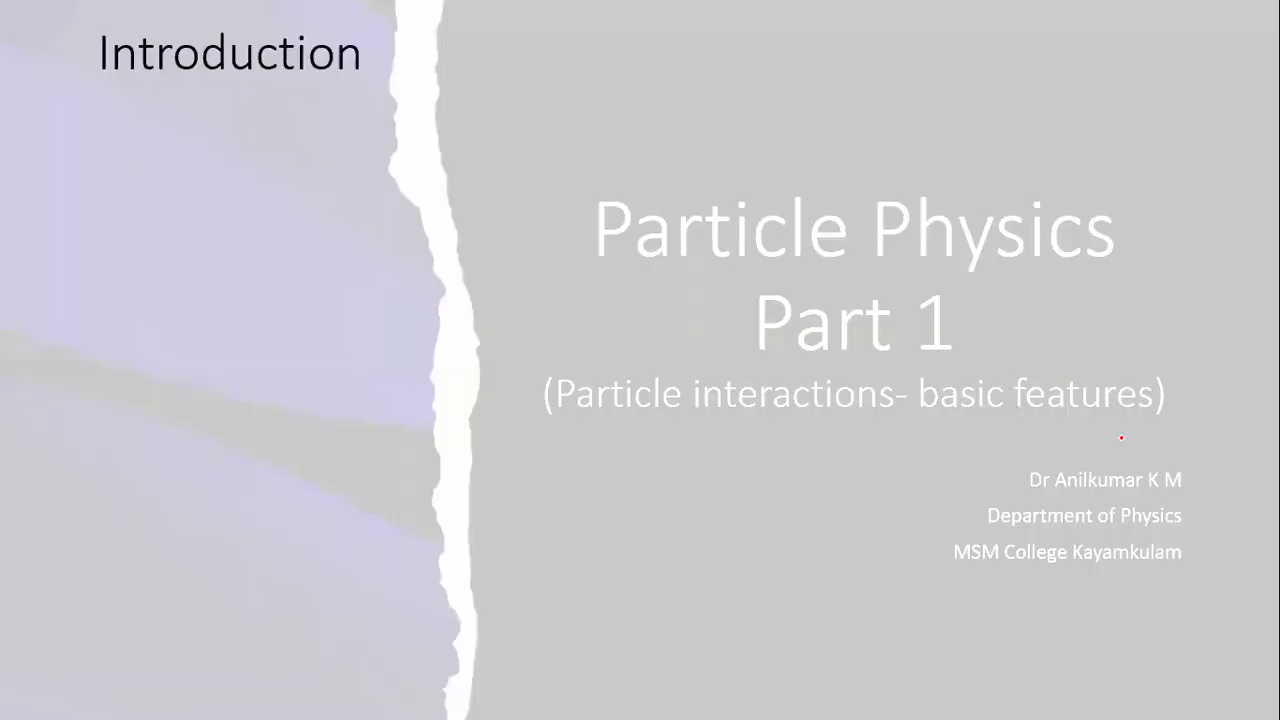 Introduction
Particle Physics
Part 1
(Particle interactions- basic features)
Dr Anilkumar K M
Department of Physics
MSM College Kayamkulam